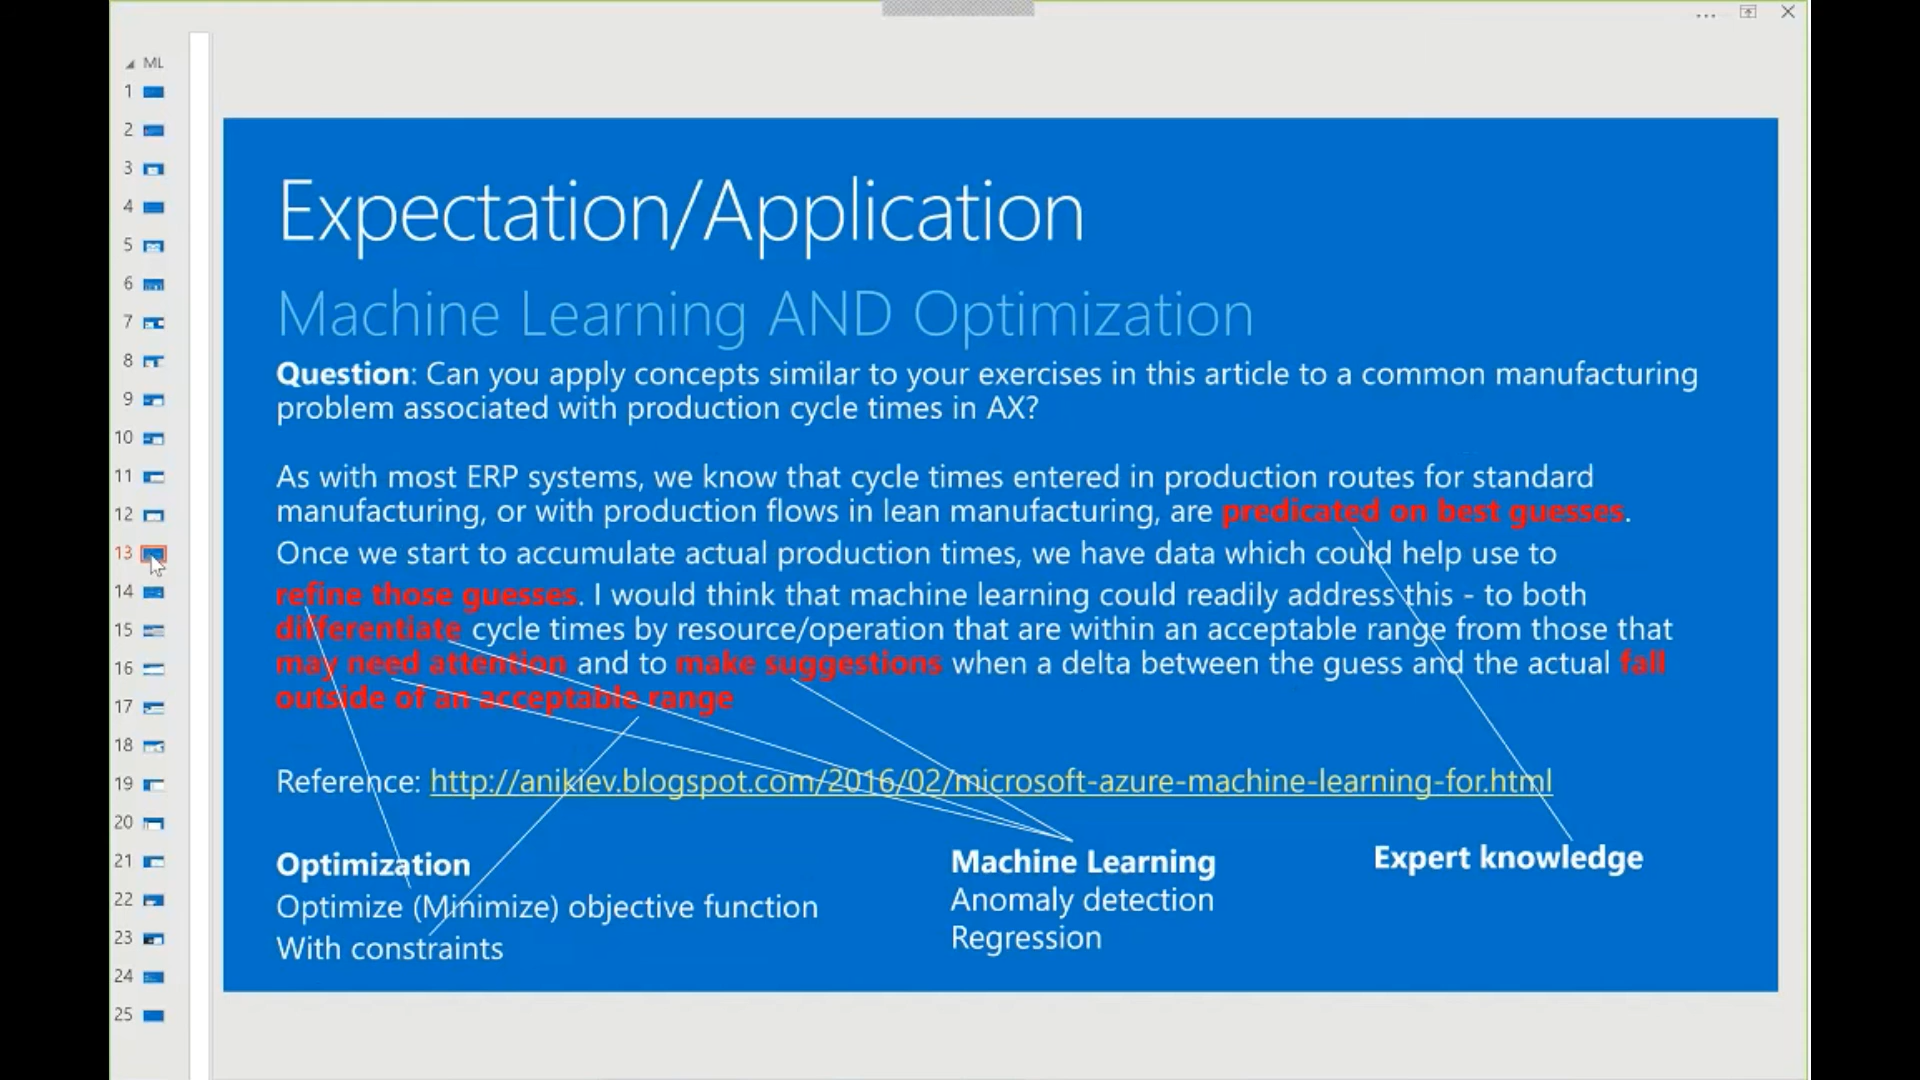 ML
1
2
3
4
5
6
7
8
9
10
11
12
13
14
15
16
17
18
19
20
21
22
23
24
25
Expectation/Application
Machine Learning AND Optimization
Question: Can you apply concepts similar to your exercises in this article to a common manufacturing
problem associated with production cycle times in AX?
As with most ERP systems, we know that cycle times entered in production routes for standard
manufacturing, or with production flows in lean manufacturing, are predicated on best guesses.
Once we start to accumulate actual production times, we have data which could help use to
refine those guesses. I would think that machine learning could readily address this - to both
differentiate cycle times by resource/operation that are within an acceptable range from those that
may need attention and to make suggestions when a delta between the guess and the actual fall
outside of an acceptable range
Reference: http://anikiev.blogspot.com/2016/02/microsoft-azure-machine-learning-for.html
Optimization
Optimize (Minimize) objective function
With constraints
Machine Learning
Anomaly detection
Regression
Expert knowledge